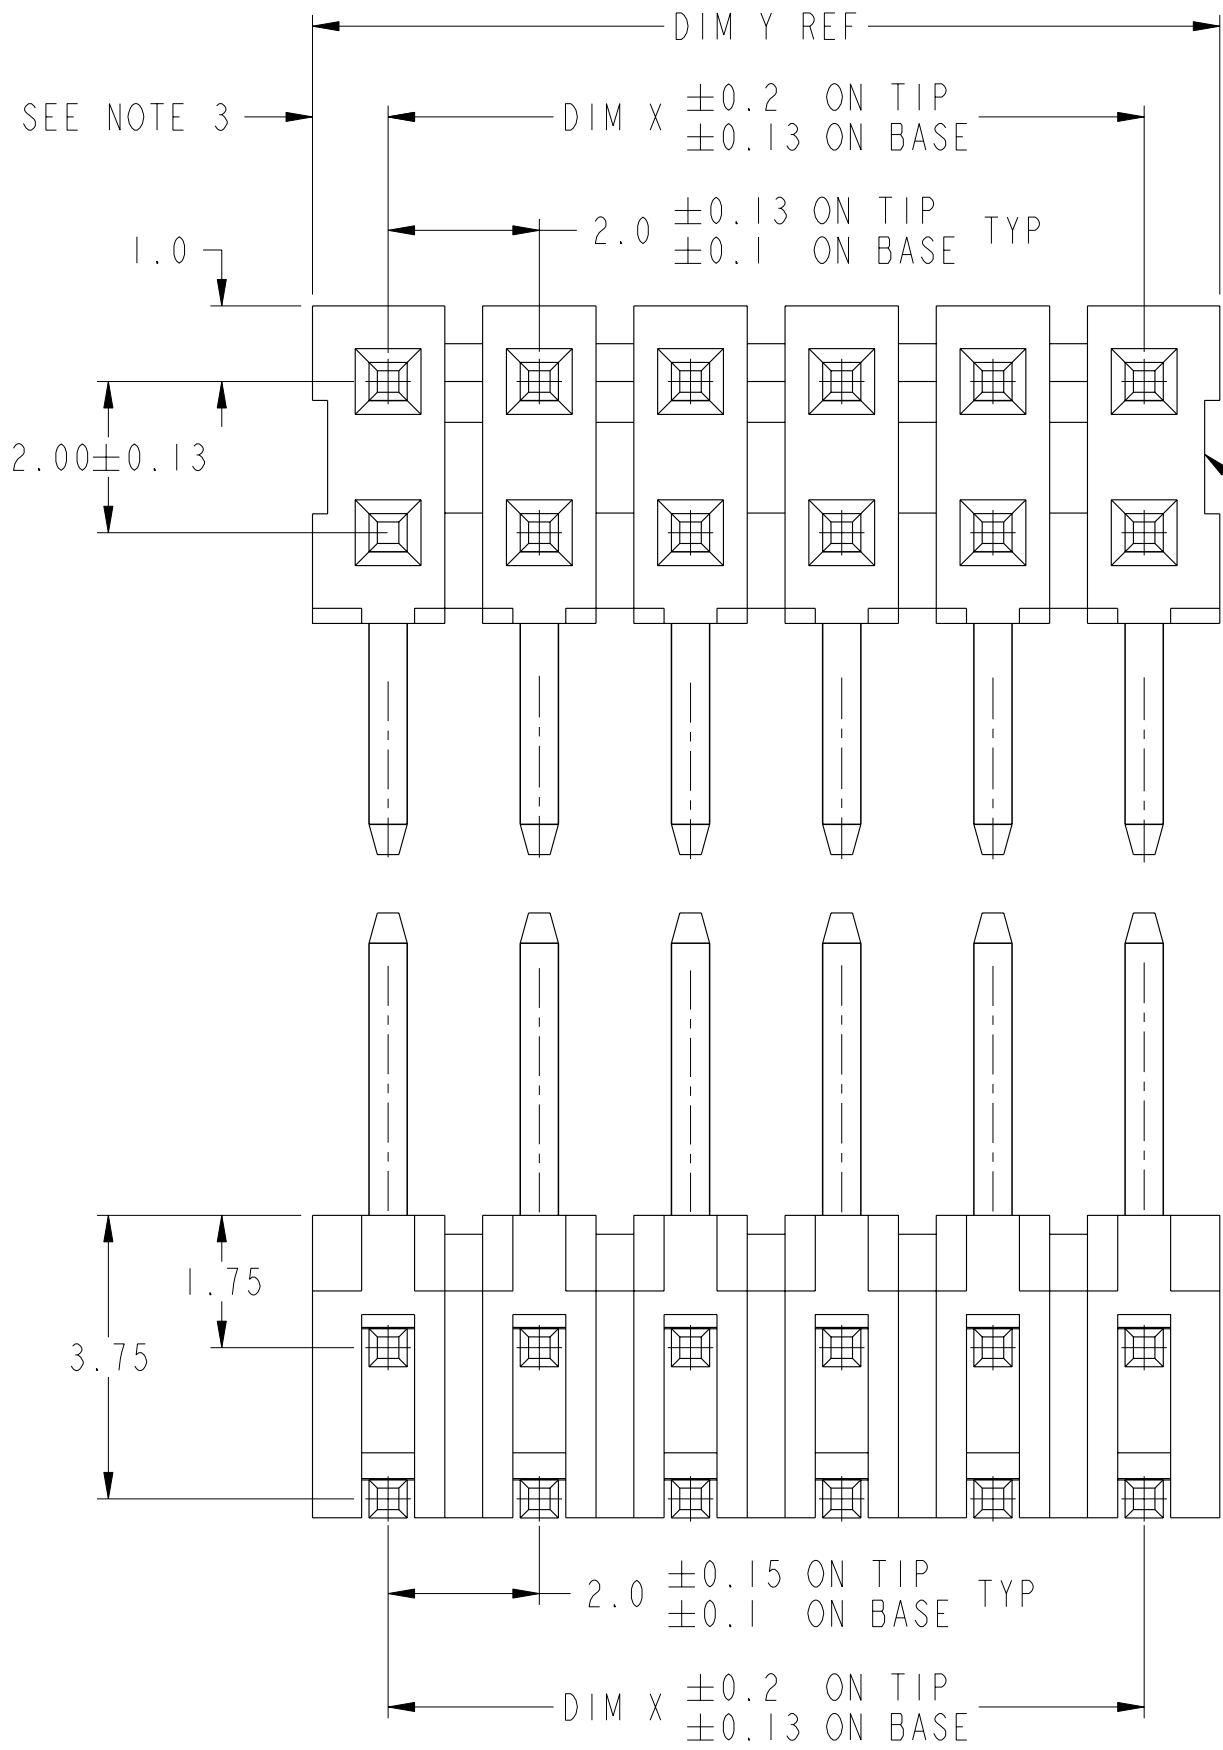 DIM Y REF
SEE NOTE 3
DIM X ±0.2 ON TIP
±0.13 ON BASE
2.0 ±0.13 ON TIP TYP
±0.1 ON BASE
1.0
2.00±0.13
1.75
3.75
2.0 ±0.15 ON TIP TYP
±0.1 ON BASE
DIM X ±0.2 ON TIP
±0.13 ON BASE